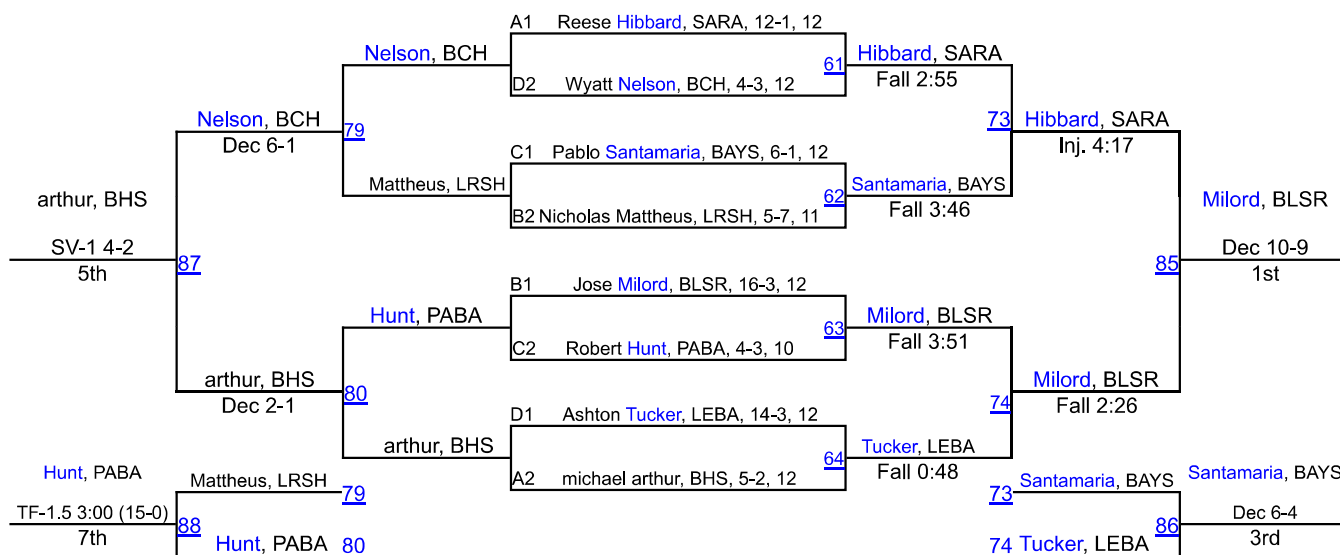 A1 Reese Hibbard, SARA, 12-1, 12
Nelson, BCH
61
Hibbard, SARA
Fall 2:55
D2 Wyatt Nelson, BCH, 4-3, 12
Nelson, BCH
Dec 6-1
79
73
Hibbard, SARA
Inj. 4:17
C1 Pablo Santamaria, BAYS, 6-1, 12
Mattheus, LRSH
62
Santamaria, BAYS
Fall 3:46
B2 Nicholas Mattheus, LRSH, 5-7, 11
arthur, BHS
SV-1 4-2
5th
87
85
Milord, BLSR
Dec 10-9
1st
B1 Jose Milord, BLSR, 16-3, 12
Hunt, PABA
63
Milord, BLSR
Fall 3:51
C2 Robert Hunt, PABA, 4-3, 10
arthur, BHS
Dec 2-1
80
74
Milord, BLSR
Fall 2:26
D1 Ashton Tucker, LEBA, 14-3, 12
arthur, BHS
64
Tucker, LEBA
Fall 0:48
A2 michael arthur, BHS, 5-2, 12
Hunt, PABA
TF-1.5 3:00 (15-0)
7th
Mattheus, LRSH 79
88
Hunt, PABA 80
73 Santamaria, BAYS
86
74 Tucker, LEBA
Santamaria, BAYS
Dec 6-4
3rd